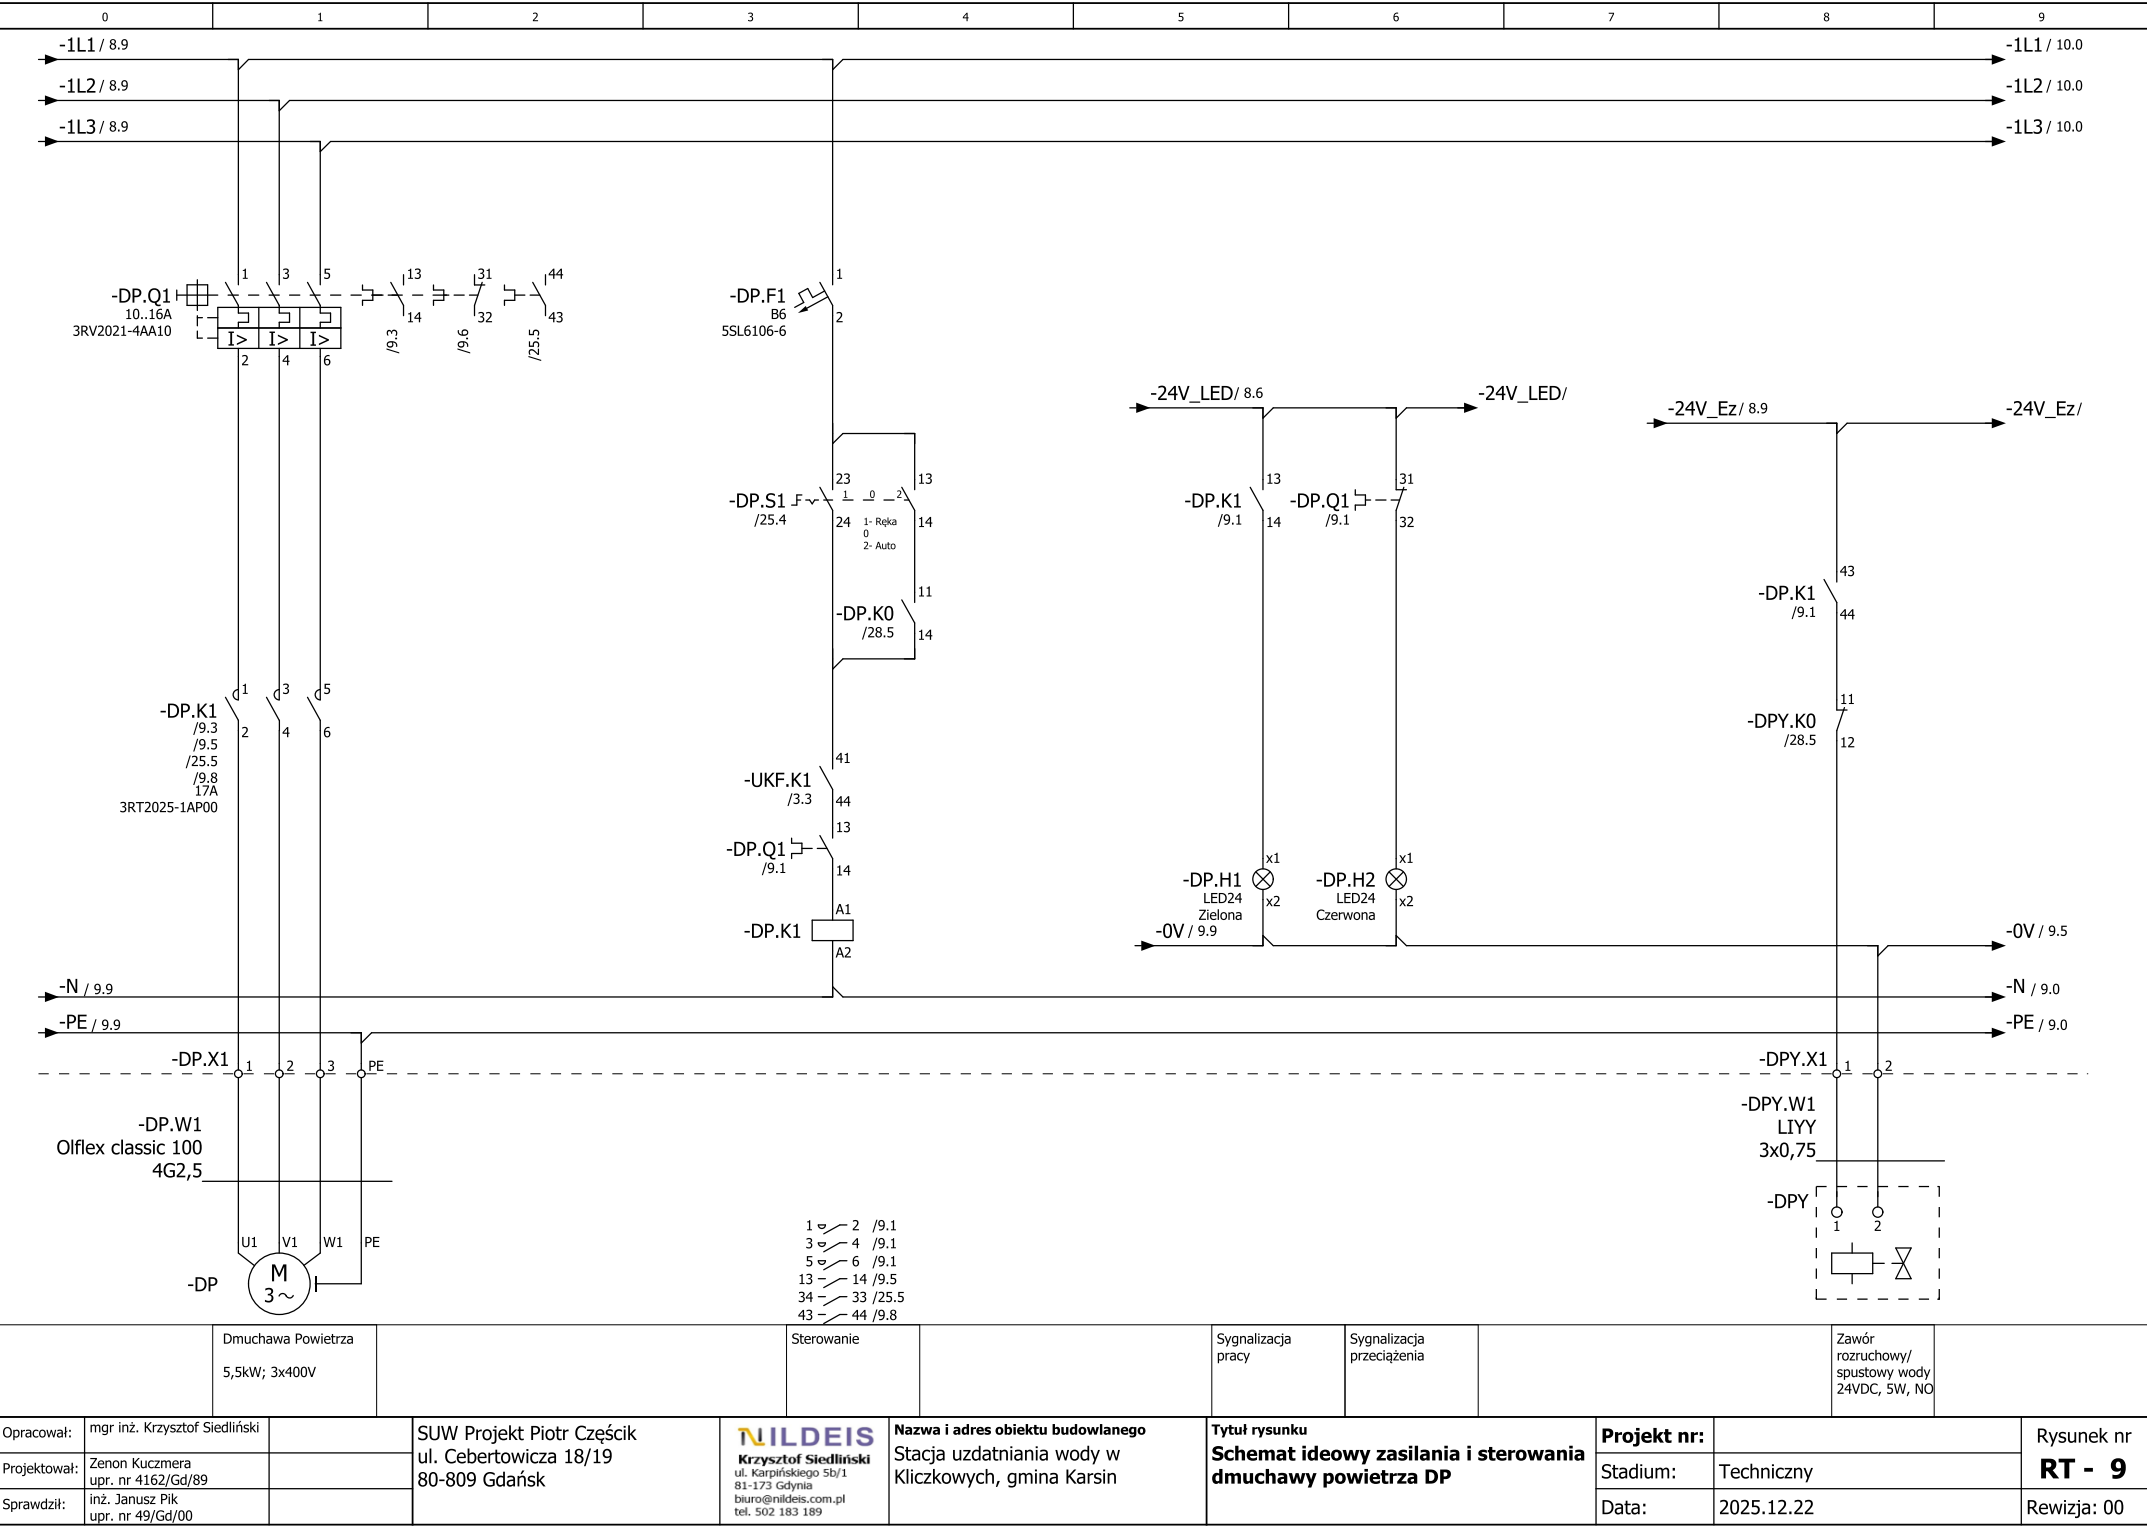 0 1 2 3 4 5 6 7 8 9
-1L1 / 8.9
-1L1 / 10.0
-1L2 / 8.9
-1L2 / 10.0
-1L3 / 8.9
-1L3 / 10.0
-DP.Q1
10..16A
3RV2021-4AA10
1 3 5
I> I> I>
2 4 6
13
14
/9.3
31
32
/9.6
44
43
/25.5
-DP.F1
B6
5SL6106-6
1
2
-24V_LED/ 8.6
-24V_LED/
-24V_Ez/ 8.9
-24V_Ez/
-DP.S1
/25.4
23
24
1 0 2
1- Ręka
0
2- Auto
13
14
-DP.K0
/28.5
11
14
-DP.K1
/9.1
13
14
-DP.Q1
/9.1
31
32
-DP.K1
/9.1
43
44
-DP.K1
/9.3
/9.5
/25.5
/9.8
17A
3RT2025-1AP00
1 3 5
2 4 6
-UKF.K1
/3.3
41
44
-DPY.K0
/28.5
11
12
-DP.Q1
/9.1
13
14
-DP.K1
A1
A2
-DP.H1
LED24
Zielona
x1
x2
-DP.H2
LED24
Czerwona
x1
x2
-0V / 9.9
-0V / 9.5
-N / 9.9
-N / 9.0
-PE / 9.9
-PE / 9.0
-DP.X1
1 2 3 PE
-DPY.X1
1 2
-DP.W1
Olflex classic 100
4G2,5
-DPY.W1
LIYY
3x0,75
-DPY
1 2
U1 V1 W1 PE
-DP
M
3~
1 2 /9.1
3 4 /9.1
5 6 /9.1
13 14 /9.5
34 33 /25.5
43 44 /9.8
Dmuchawa Powietrza
5,5kW; 3x400V
Sterowanie
Sygnalizacja
pracy
Sygnalizacja
przeciążenia
Zawór
rozruchowy/
spustowy wody
24VDC, 5W, NO
Opracował:
mgr inż. Krzysztof Siedliński
Projektował:
Zenon Kuczmera
upr. nr 4162/Gd/89
Sprawdził:
inż. Janusz Pik
upr. nr 49/Gd/00
SUW Projekt Piotr Częścik
ul. Cebertowicza 18/19
80-809 Gdańsk
NILDEIS
Krzysztof Siedliński
ul. Karpińskiego 5b/1
81-173 Gdynia
biuro@nildeis.com.pl
tel. 502 183 189
Nazwa i adres obiektu budowlanego
Stacja uzdatniania wody w
Kliczkowych, gmina Karsin
Tytuł rysunku
Schemat ideowy zasilania i sterowania
dmuchawy powietrza DP
Projekt nr:
Stadium:
Techniczny
Data:
2025.12.22
Rysunek nr
RT - 9
Rewizja: 00